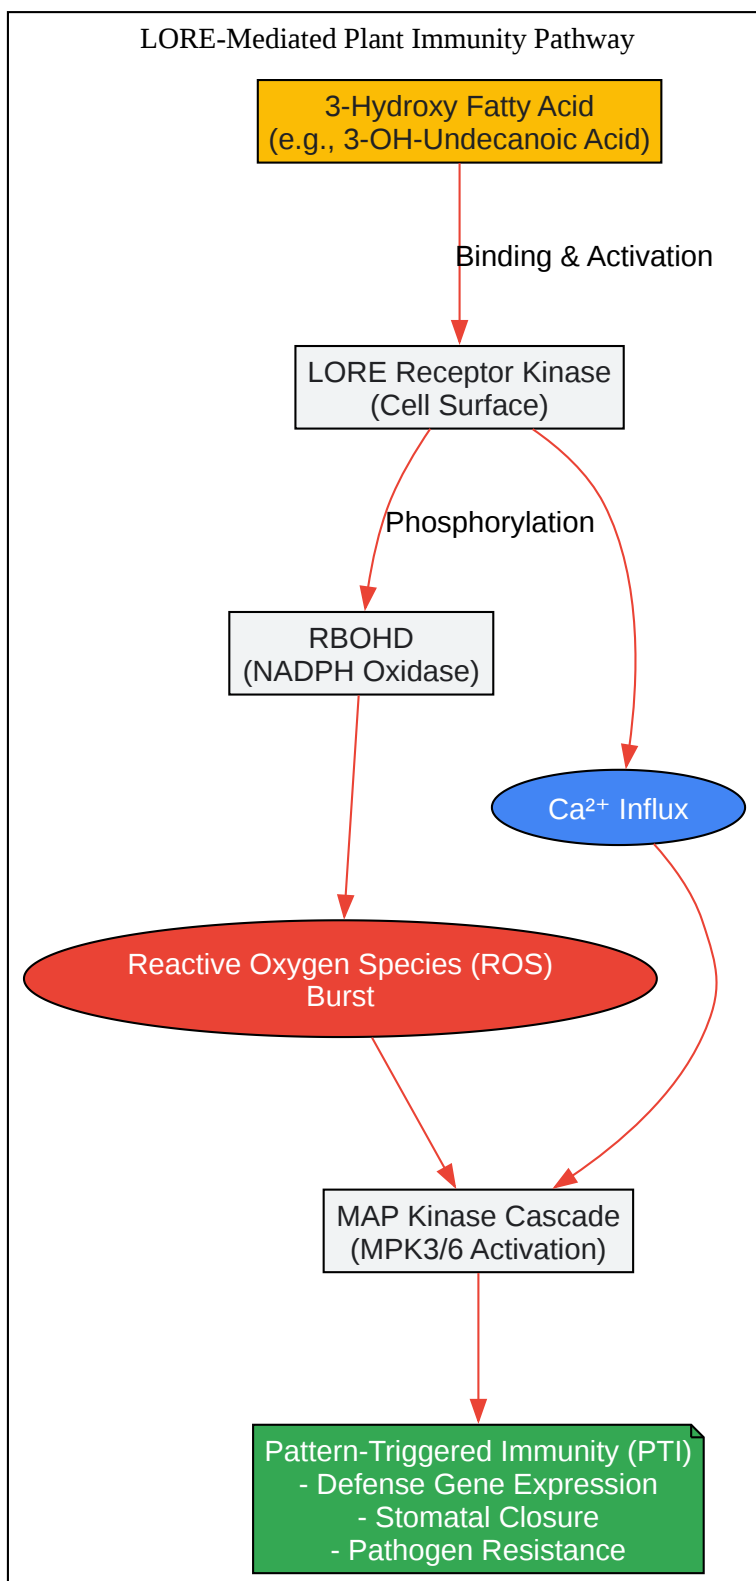 LORE-Mediated Plant Immunity Pathway
3-Hydroxy Fatty Acid
(e.g., 3-OH-Undecanoic Acid)
Binding & Activation
LORE Receptor Kinase
(Cell Surface)
Phosphorylation
RBOHD
(NADPH Oxidase)
Ca²⁺ Influx
Reactive Oxygen Species (ROS)
Burst
MAP Kinase Cascade
(MPK3/6 Activation)
Pattern-Triggered Immunity (PTI)
- Defense Gene Expression
- Stomatal Closure
- Pathogen Resistance